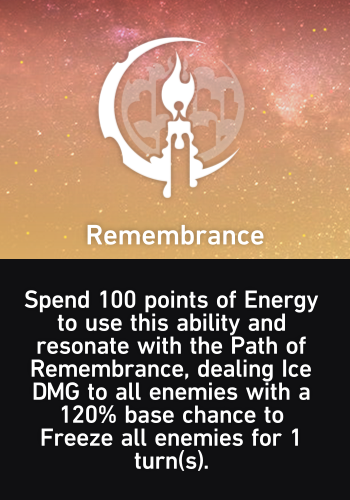 Remembrance
Spend 100 points of Energy
to use this ability and
resonate with the Path of
Remembrance, dealing Ice
DMG to all enemies with a
120% base chance to
Freeze all enemies for 1
turn(s).